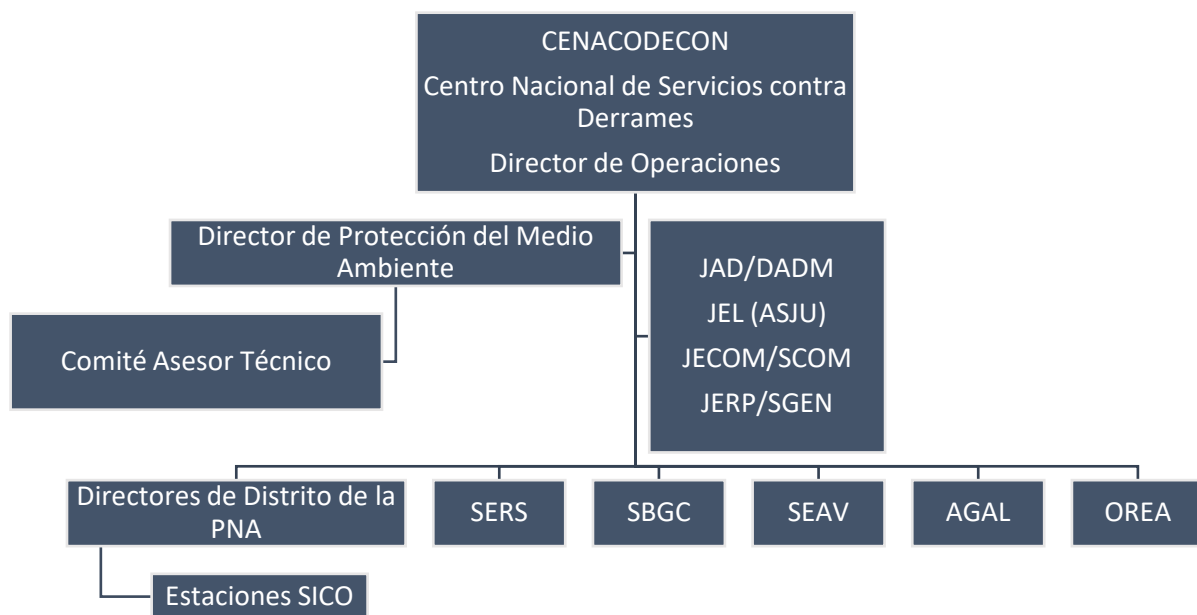 CENACODECON
Centro Nacional de Servicios contra
Derrames
Director de Operaciones
Director de Protección del Medio
Ambiente
JAD/DADM
JEL (ASJU)
JECOM/SCOM
JERP/SGEN
Comité Asesor Técnico
Directores de Distrito de la
PNA
SERS
SBGC
SEAV
AGAL
OREA
Estaciones SICO